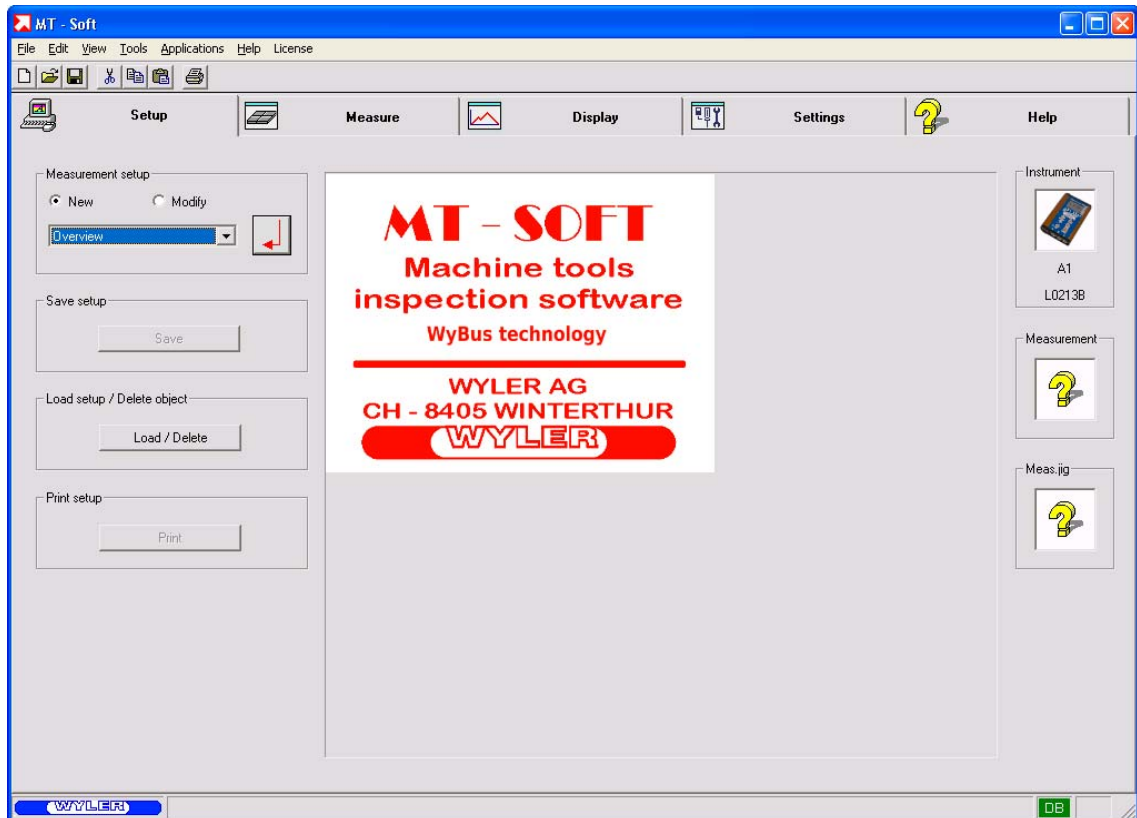 MT - Soft
File Edit View Tools Applications Help License
Setup Measure Display Settings Help
Measurement setup
New Modify
Overview
Save setup
Save
Load setup / Delete object
Load / Delete
Print setup
Print
MT - SOFT
Machine tools
inspection software
WyBus technology
WYLER AG
CH - 8405 WINTERTHUR
WYLER
Instrument
A1
L0213B
Measurement
Meas.jig
WYLER
DB